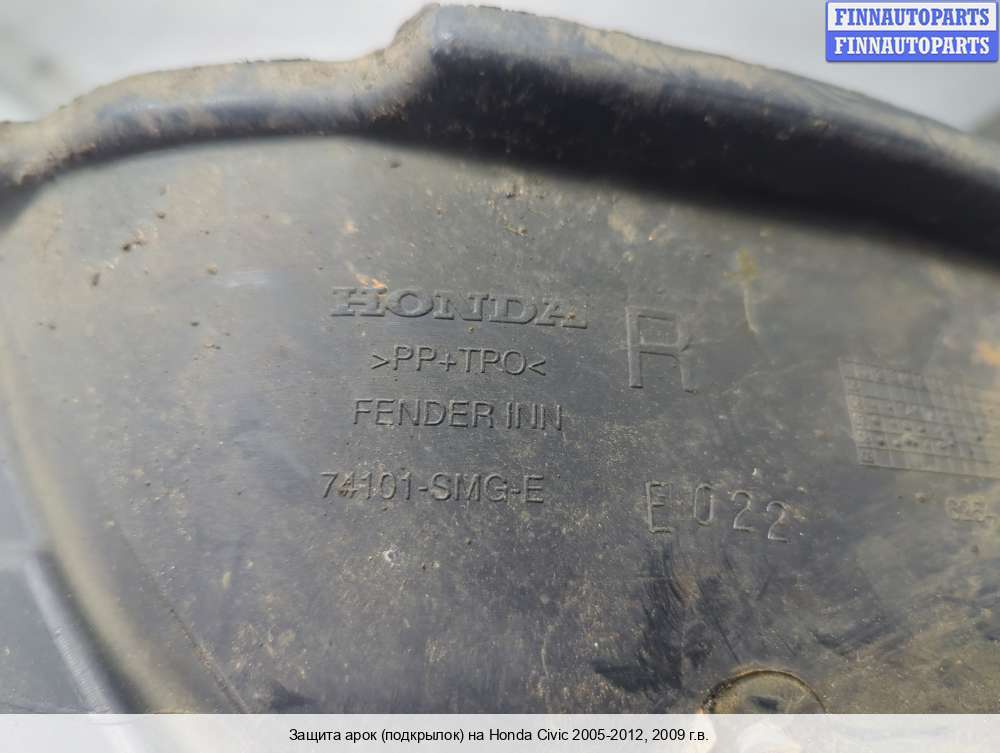 FINNAUTOPARTS
FINNAUTOPARTS
HONDA
R
>PP+TPO<
FENDER INN
74101-SMG-E
E022
Защита арок (подкрылок) на Honda Civic 2005-2012, 2009 г.в.